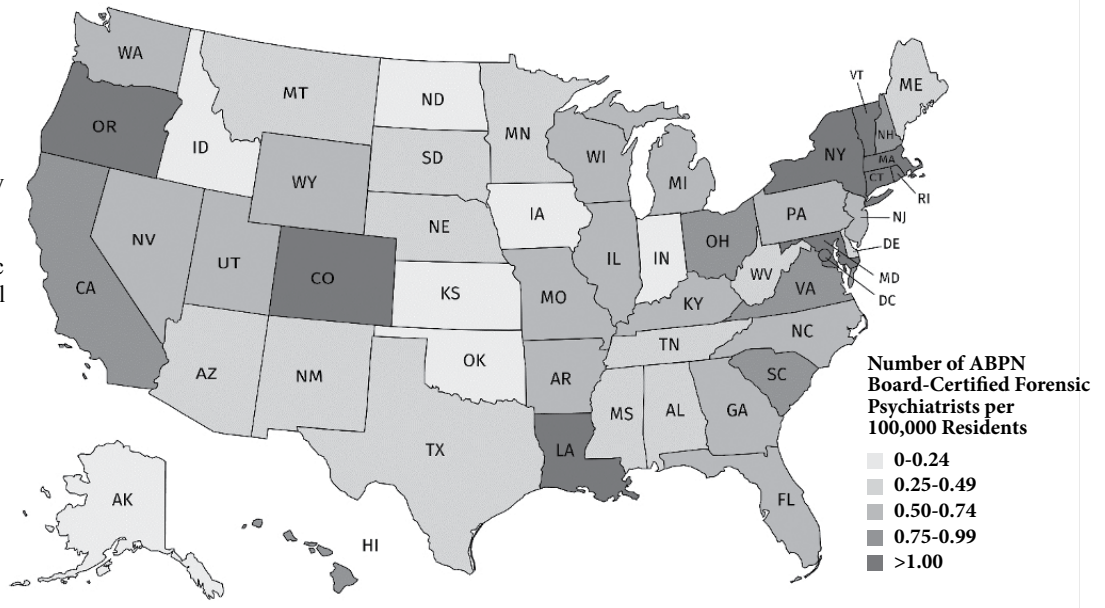 WA
VT
ME
MT
ND
OR
MN
NH
ID
NY
MA
SD
WI
CT
WY
MI
RI
IA
PA
NJ
NE
NV
OH
DE
UT
IL
IN
CO
WV
MD
CA
VA
KS
MO
KY
DC
NC
TN
OK
AZ
NM
AR
SC
MS
AL
GA
TX
LA
AK
FL
HI
Number of ABPN
Board-Certified Forensic
Psychiatrists per
100,000 Residents
0-0.24
0.25-0.49
0.50-0.74
0.75-0.99
>1.00